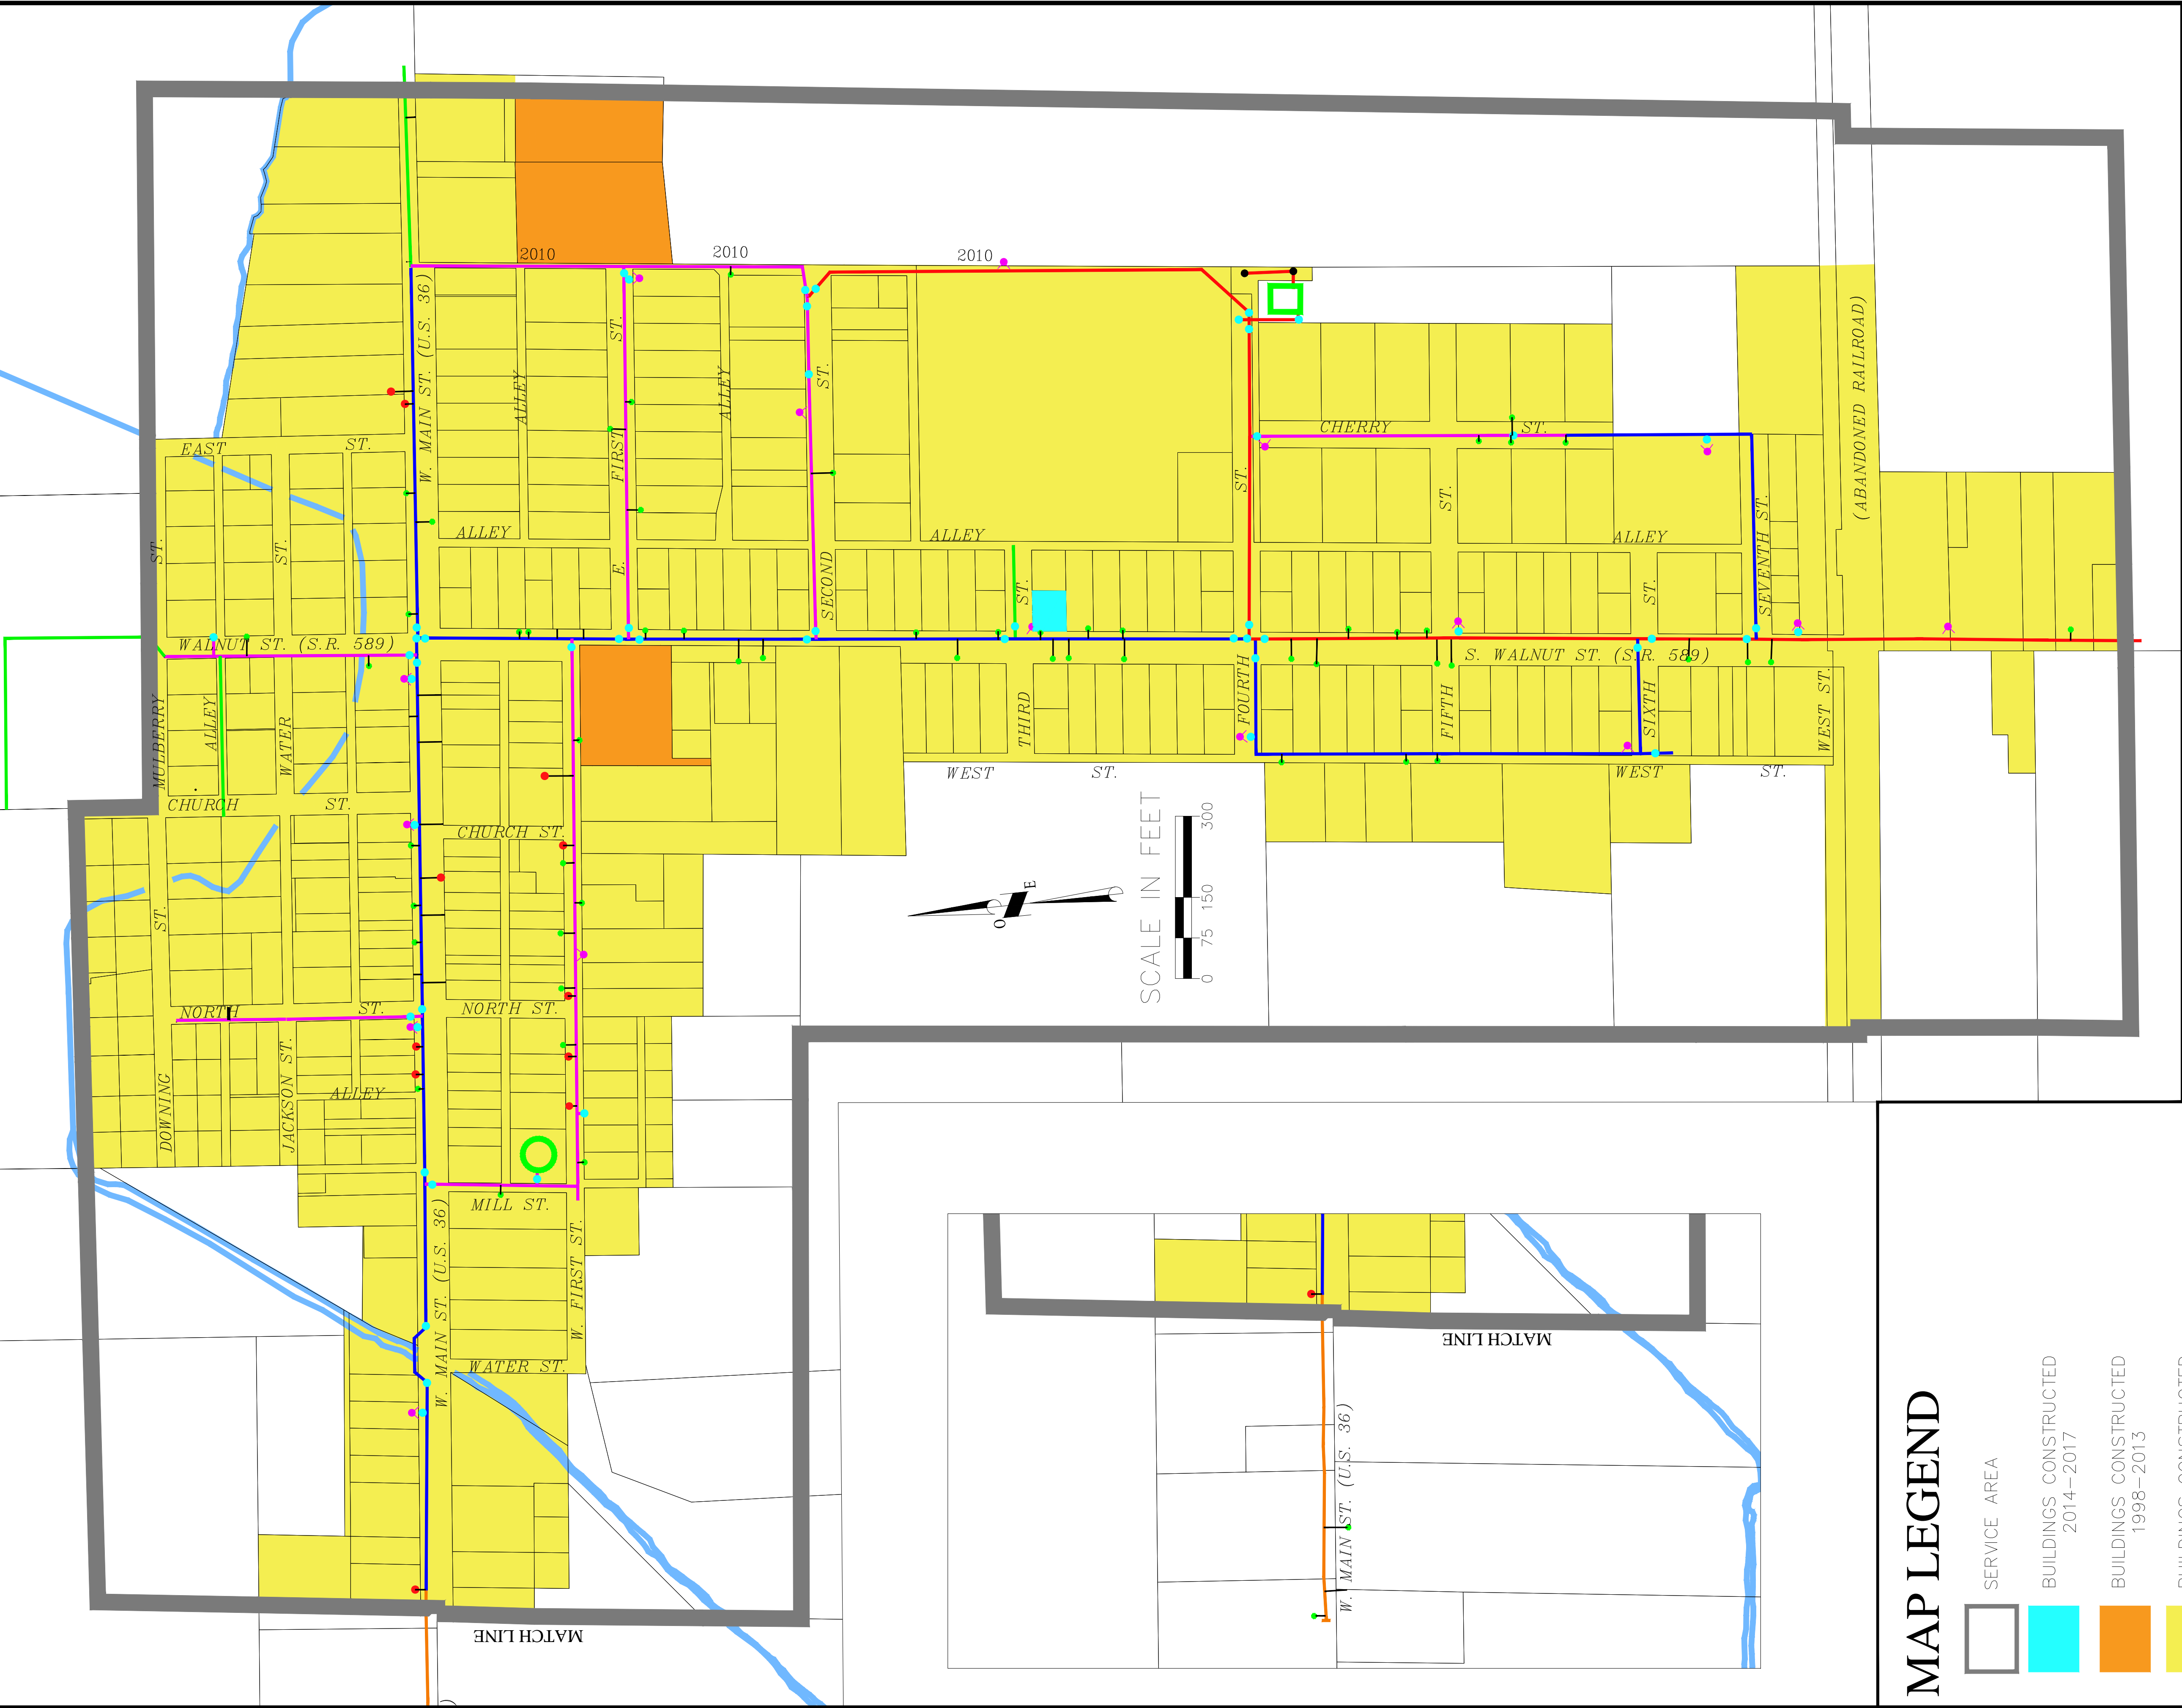 2010
2010
2010
W. MAIN ST. (U.S. 36)
EAST
ST.
ALLEY
FIRST
ST.
ALLEY
ST.
CHERRY
ST.
(ABANDONED RAILROAD)
ST.
ST.
ALLEY
E.
SECOND
ALLEY
ST.
ST.
ST.
ALLEY
ST.
SEVENTH ST.
WALNUT ST. (S.R. 589)
S. WALNUT ST. (S.R. 589)
MULBERRY
ALLEY
WATER
THIRD
FOURTH
FIFTH
SIXTH
WEST ST.
CHURCH
ST.
CHURCH ST.
WEST
ST.
WEST
ST.
ST.
NORTH
ST.
NORTH ST.
O
E
SCALE IN FEET
0
75
150
300
DOWNING
JACKSON ST.
ALLEY
MILL ST.
W. MAIN ST. (U.S. 36)
W. FIRST ST.
WATER ST.
MATCH LINE
MATCH LINE
W. MAIN ST. (U.S. 36)
)
MAP LEGEND
SERVICE AREA
BUILDINGS CONSTRUCTED
2014-2017
BUILDINGS CONSTRUCTED
1998-2013